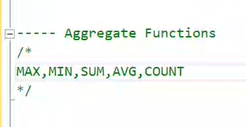 ----- Aggregate Functions
/*
MAX,MIN,SUM,AVG,COUNT
*/